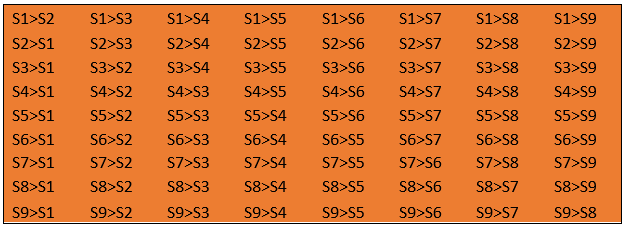 S1>S2 S1>S3 S1>S4 S1>S5 S1>S6 S1>S7 S1>S8 S1>S9
S2>S1 S2>S3 S2>S4 S2>S5 S2>S6 S2>S7 S2>S8 S2>S9
S3>S1 S3>S2 S3>S4 S3>S5 S3>S6 S3>S7 S3>S8 S3>S9
S4>S1 S4>S2 S4>S3 S4>S5 S4>S6 S4>S7 S4>S8 S4>S9
S5>S1 S5>S2 S5>S3 S5>S4 S5>S6 S5>S7 S5>S8 S5>S9
S6>S1 S6>S2 S6>S3 S6>S4 S6>S5 S6>S7 S6>S8 S6>S9
S7>S1 S7>S2 S7>S3 S7>S4 S7>S5 S7>S6 S7>S8 S7>S9
S8>S1 S8>S2 S8>S3 S8>S4 S8>S5 S8>S6 S8>S7 S8>S9
S9>S1 S9>S2 S9>S3 S9>S4 S9>S5 S9>S6 S9>S7 S9>S8